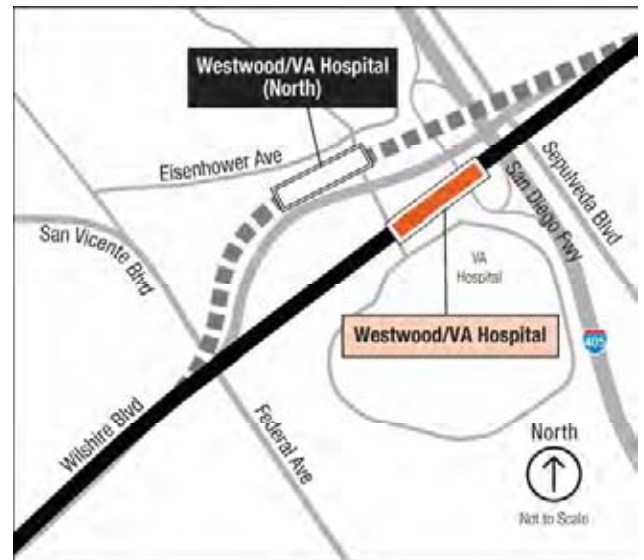 Westwood/VA Hospital
(North)
Eisenhower Ave
San Vicente Blvd
Sepulveda Blvd
San Diego Fwy
VA
Hospital
Westwood/VA Hospital
405
Wilshire Blvd
Federal Ave
North
Not to Scale